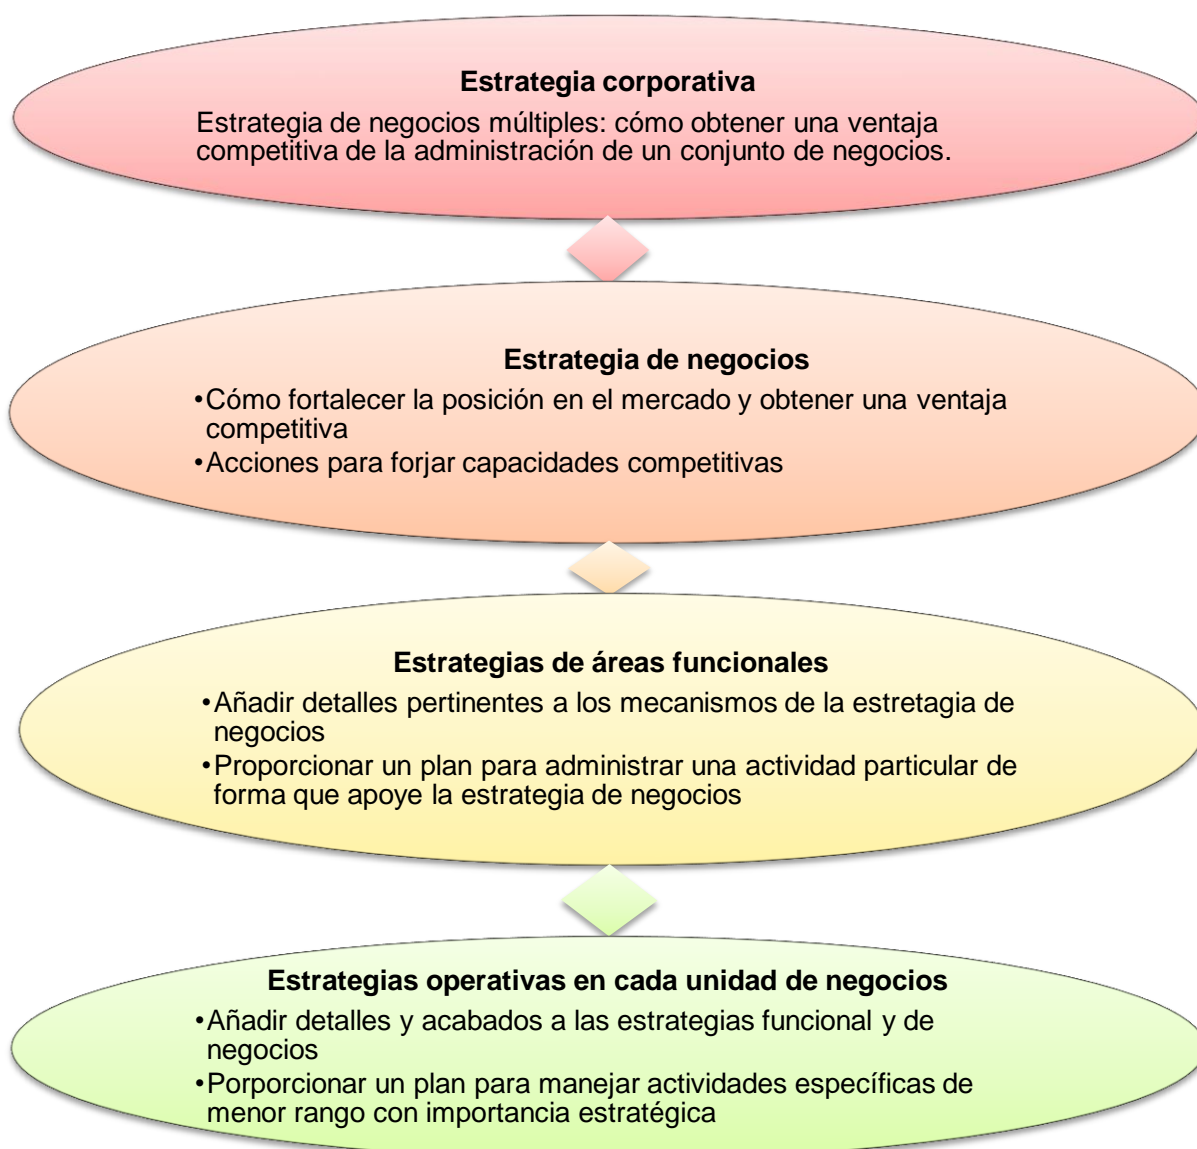 Estrategia corporativa
Estrategia de negocios múltiples: cómo obtener una ventaja
competitiva de la administración de un conjunto de negocios.
Estrategia de negocios
•Cómo fortalecer la posición en el mercado y obtener una ventaja
competitiva
•Acciones para forjar capacidades competitivas
Estrategias de áreas funcionales
•Añadir detalles pertinentes a los mecanismos de la estretagia de
negocios
•Proporcionar un plan para administrar una actividad particular de
forma que apoye la estrategia de negocios
Estrategias operativas en cada unidad de negocios
•Añadir detalles y acabados a las estrategias funcional y de
negocios
•Porporcionar un plan para manejar actividades específicas de
menor rango con importancia estratégica